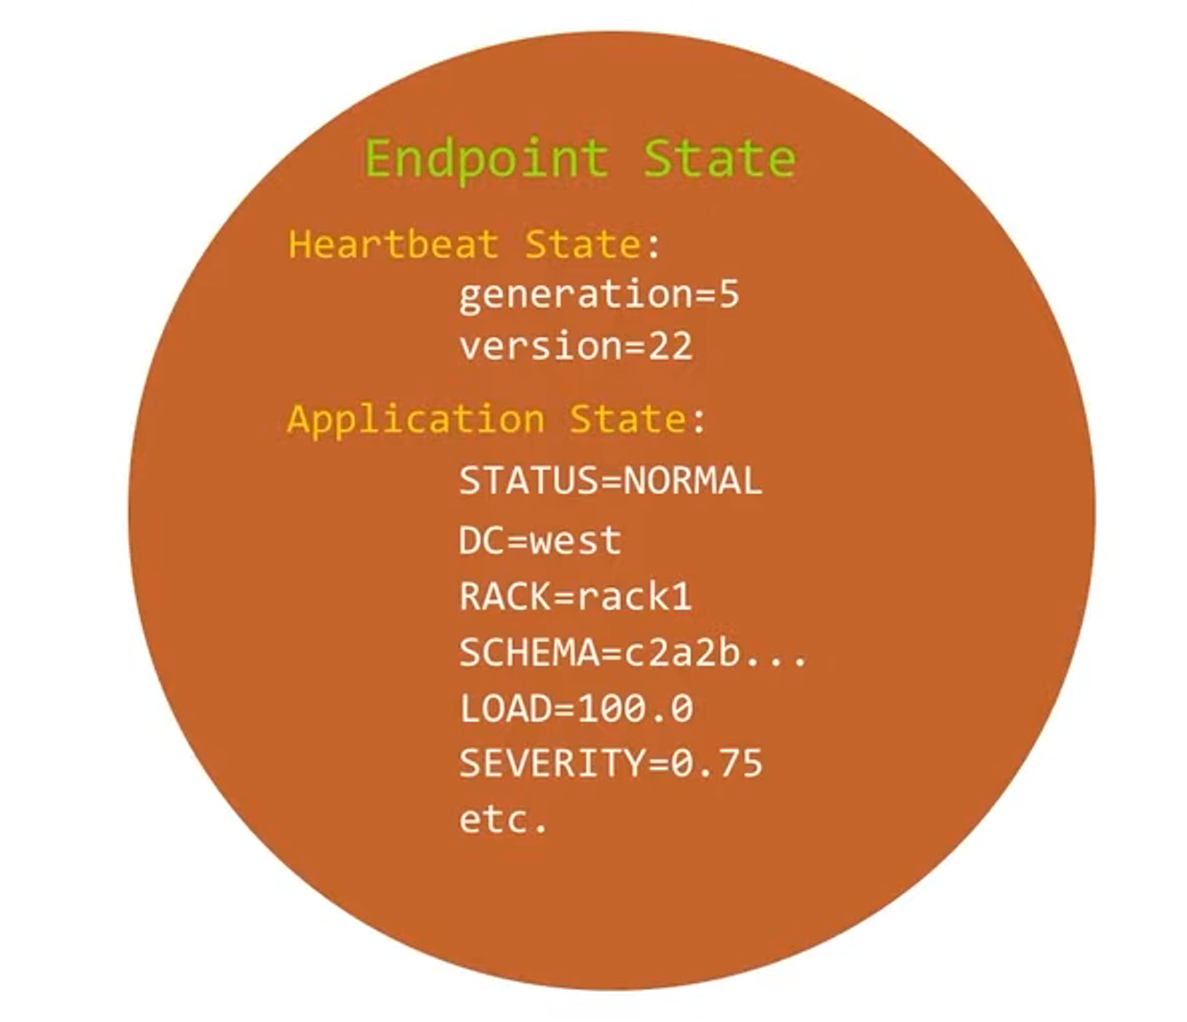 Endpoint State
Heartbeat State:
generation=5
version=22
Application State:
STATUS=NORMAL
DC=west
RACK=rack1
SCHEMA=c2a2b...
LOAD=100.0
SEVERITY=0.75
etc.